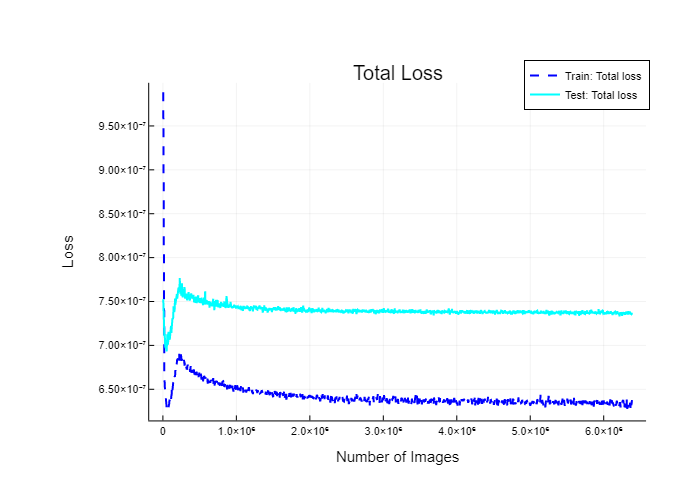 Total Loss
Train: Total loss
Test: Total loss
9.50×10⁻⁷
9.00×10⁻⁷
8.50×10⁻⁷
8.00×10⁻⁷
7.50×10⁻⁷
7.00×10⁻⁷
6.50×10⁻⁷
Loss
0 1.0×10⁶ 2.0×10⁶ 3.0×10⁶ 4.0×10⁶ 5.0×10⁶ 6.0×10⁶
Number of Images